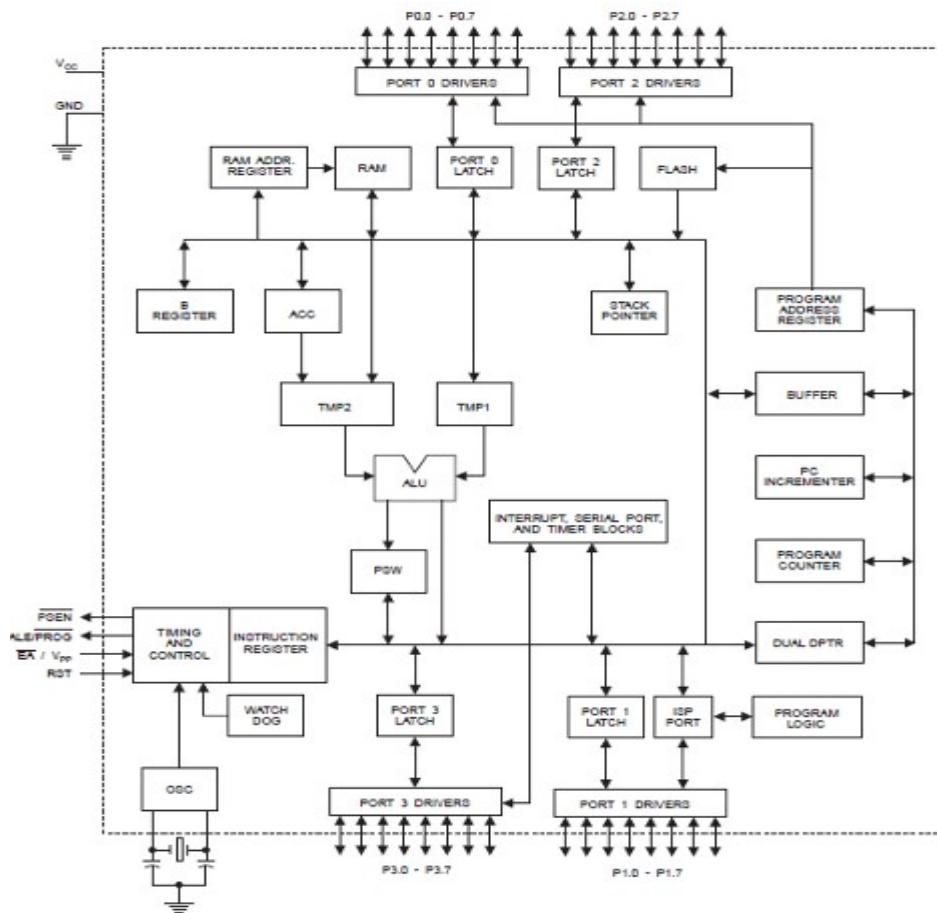 P0.0 - P0.7
P2.0 - P2.7
VCC
PORT 0 DRIVERS
PORT 2 DRIVERS
GND
RAM ADDR.
REGISTER
RAM
PORT 0
LATCH
PORT 2
LATCH
FLASH
B
REGISTER
ACC
STACK
POINTER
PROGRAM
ADDRESS
REGISTER
BUFFER
TMP2
TMP1
ALU
PC
INCREMENTER
INTERRUPT, SERIAL PORT,
AND TIMER BLOCKS
PROGRAM
COUNTER
PSW
PSEN
ALE/PROG
EA / VPP
RST
TIMING
AND
CONTROL
INSTRUCTION
REGISTER
DUAL DPTR
WATCH
DOG
PORT 3
LATCH
PORT 1
LATCH
ISP
PORT
PROGRAM
LOGIC
OSC
PORT 3 DRIVERS
PORT 1 DRIVERS
P3.0 - P3.7
P1.0 - P1.7